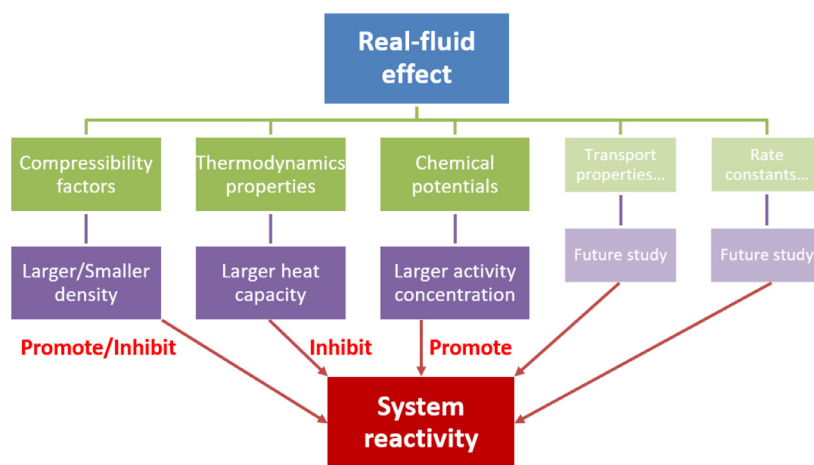 Real-fluid
effect
Compressibility
factors
Thermodynamics
properties
Chemical
potentials
Transport
properties...
Rate
constants...
Larger/Smaller
density
Larger heat
capacity
Larger activity
concentration
Future study
Future study
Promote/Inhibit
Inhibit
Promote
System
reactivity